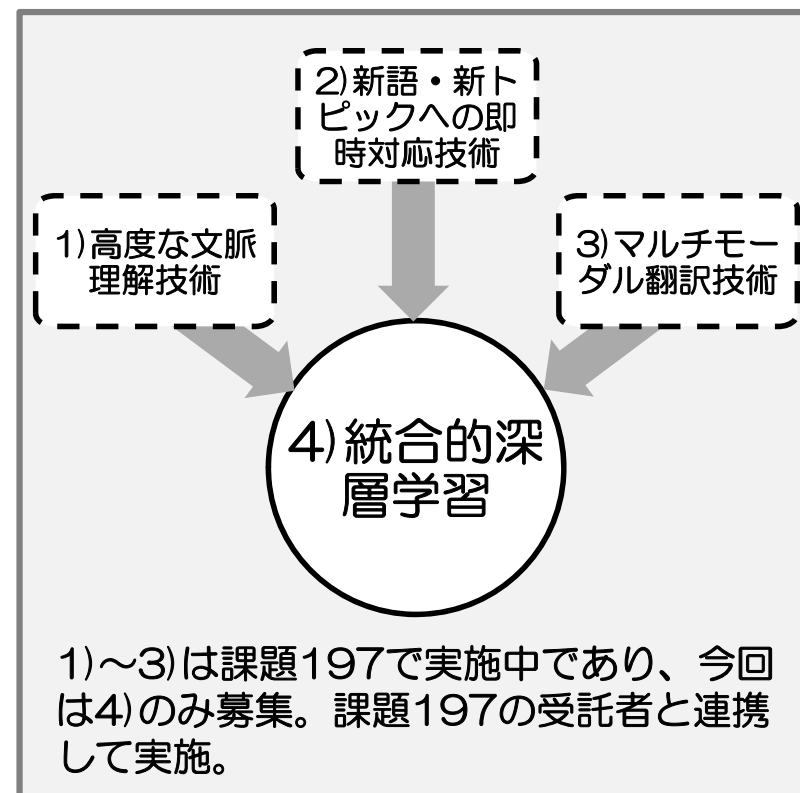 2)新語・新ト
ピックへの即
時対応技術
1)高度な文脈
理解技術
3)マルチモー
ダル翻訳技術
4)統合的深
層学習
1)～3)は課題197で実施中であり、今回
は4)のみ募集。課題197の受託者と連携
して実施。